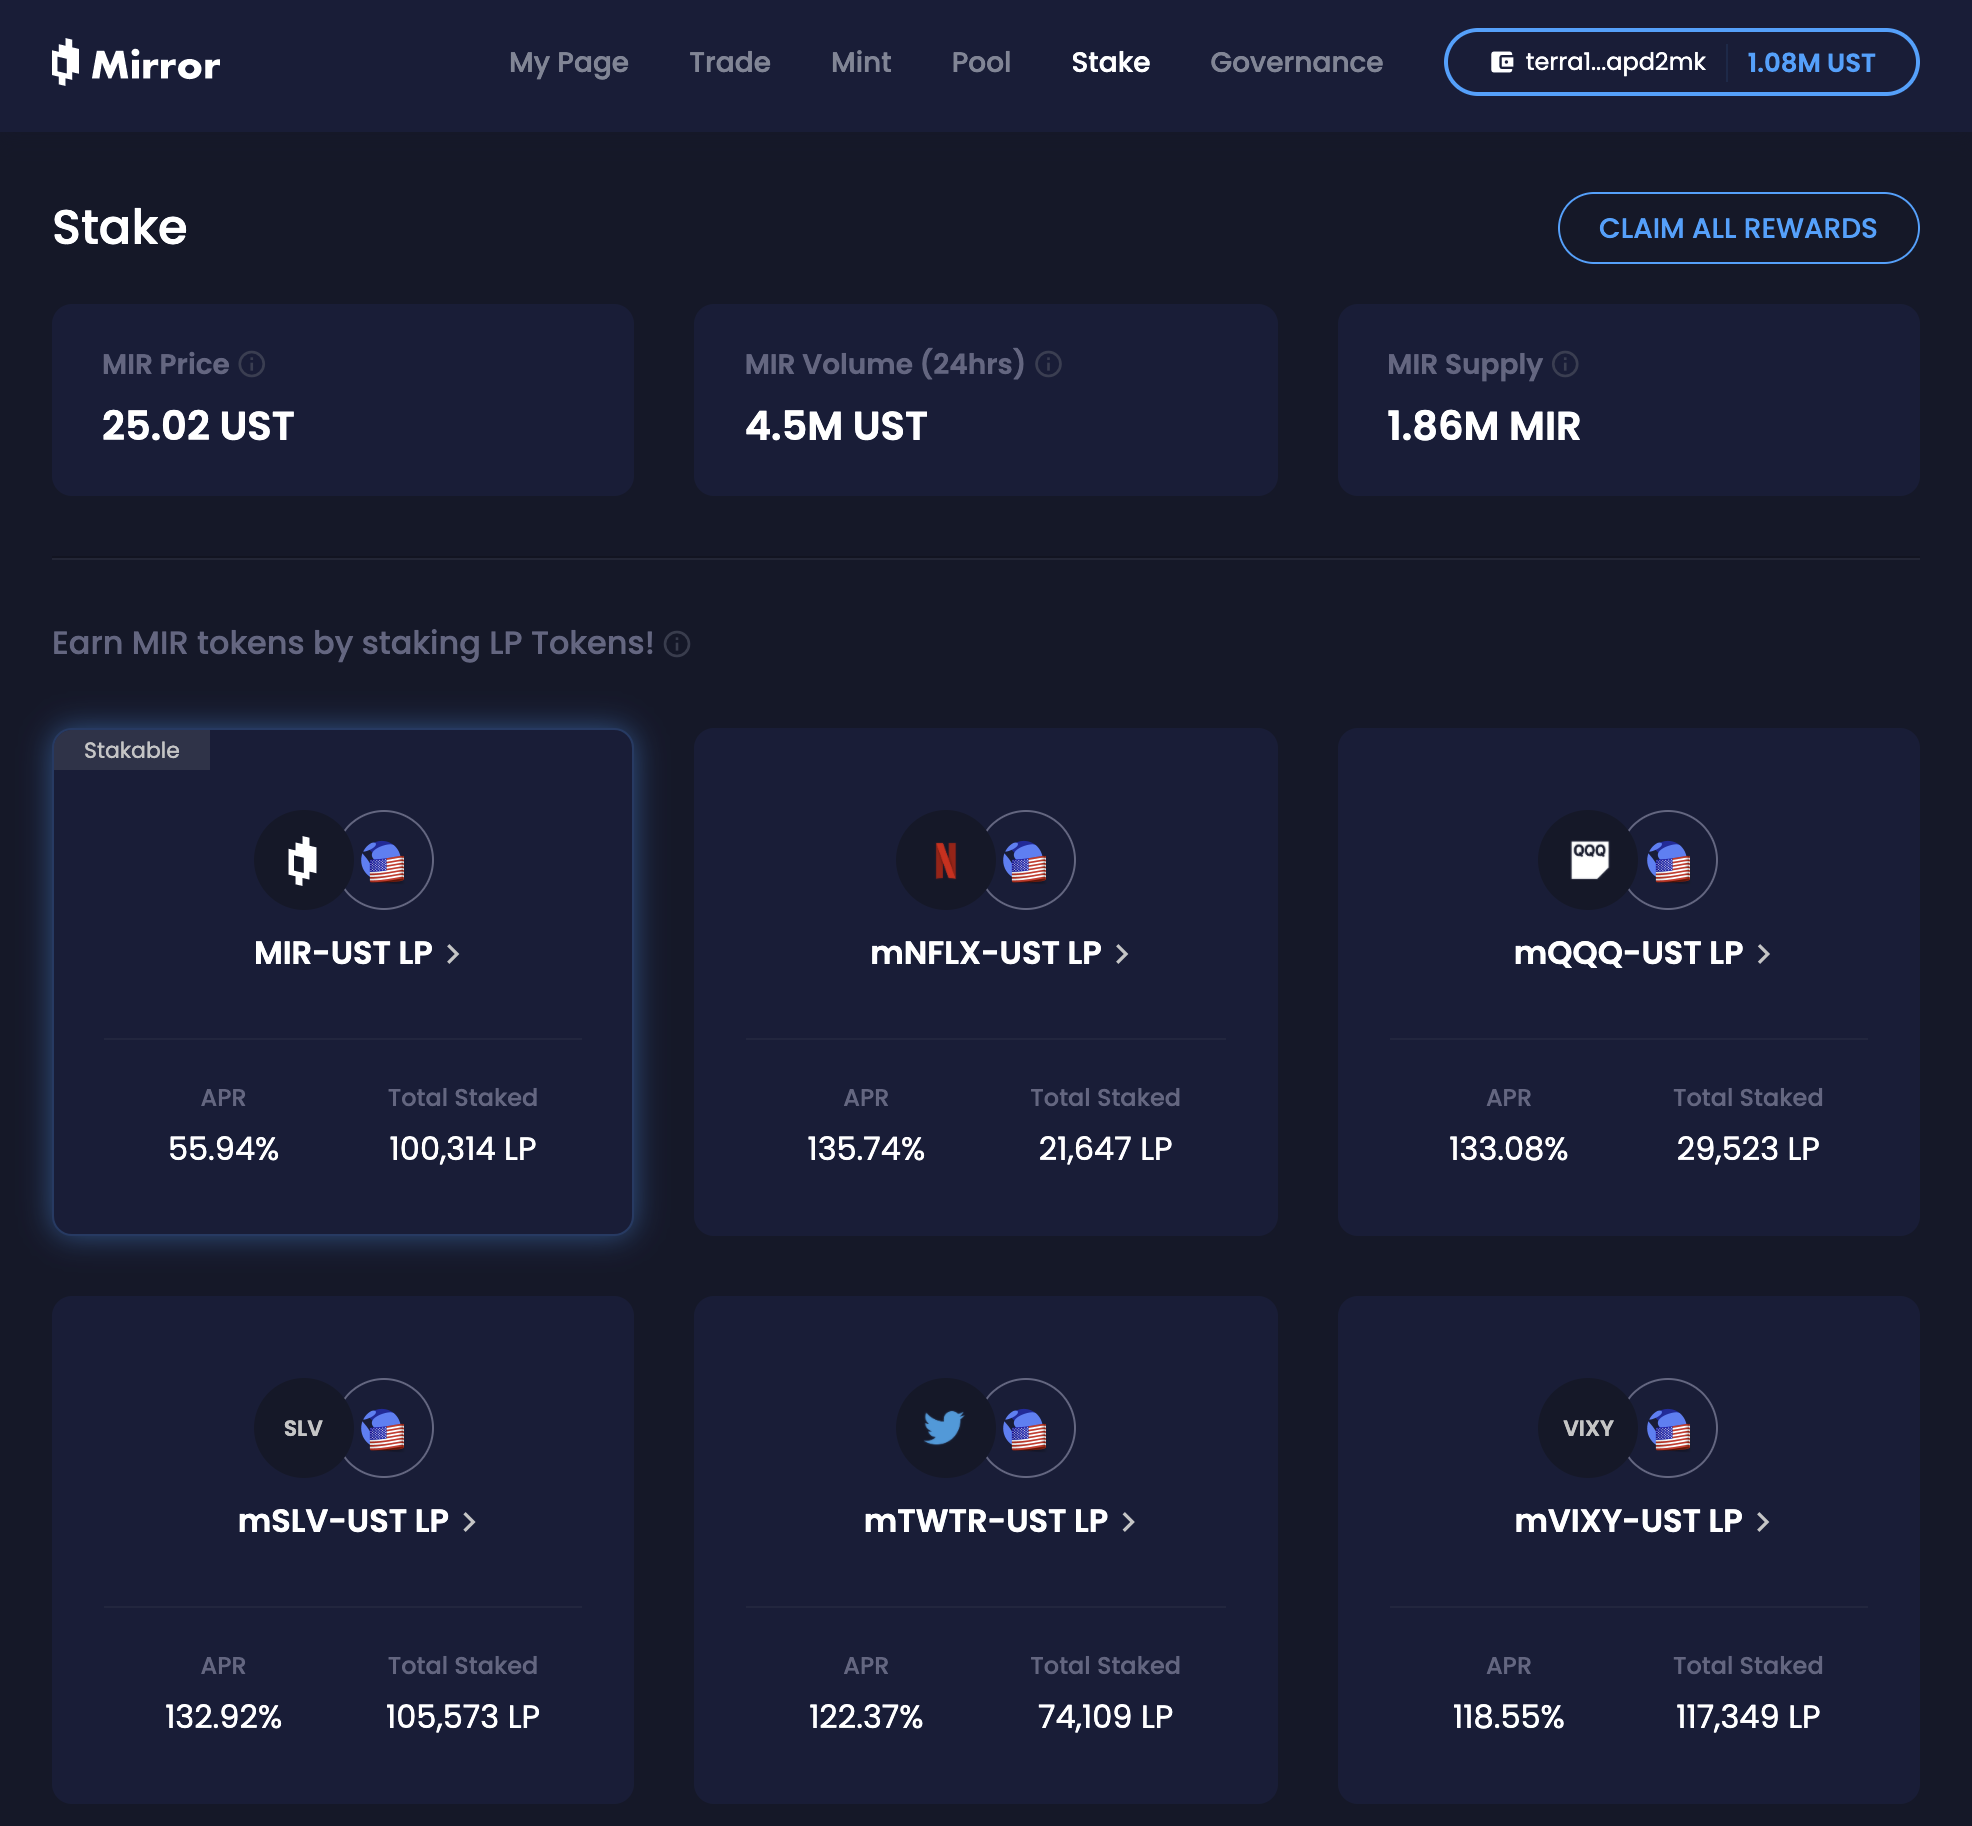 Mirror
My Page Trade Mint Pool Stake Governance terra1...apd2mk 1.08M UST
Stake CLAIM ALL REWARDS
MIR Price MIR Volume (24hrs) MIR Supply
25.02 UST 4.5M UST 1.86M MIR
Earn MIR tokens by staking LP Tokens!
Stakable
QQQ
MIR-UST LP mNFLX-UST LP mQQQ-UST LP
APR Total Staked APR Total Staked APR Total Staked
55.94% 100,314 LP 135.74% 21,647 LP 133.08% 29,523 LP
SLV VIXY
mSLV-UST LP mTWTR-UST LP mVIXY-UST LP
APR Total Staked APR Total Staked APR Total Staked
132.92% 105,573 LP 122.37% 74,109 LP 118.55% 117,349 LP